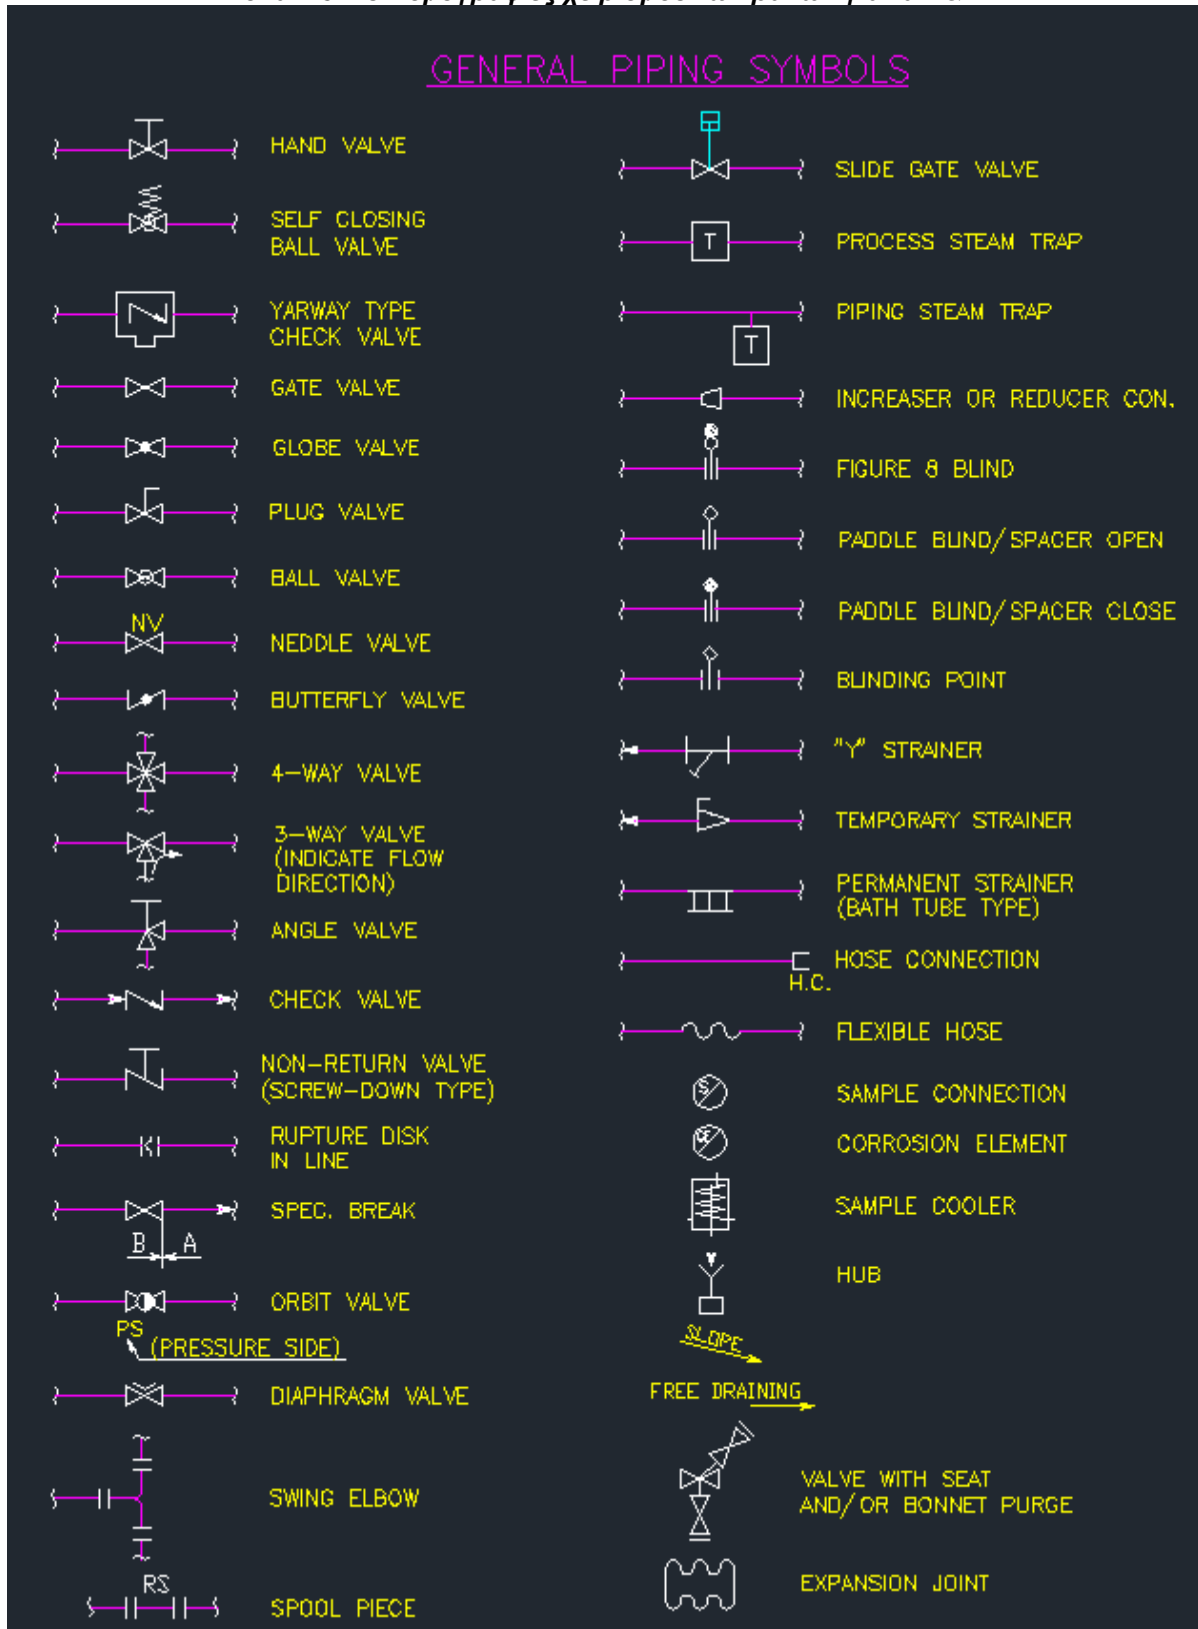 GENERAL PIPING SYMBOLS
HAND VALVE
SELF CLOSING
BALL VALVE
YARWAY TYPE
CHECK VALVE
GATE VALVE
GLOBE VALVE
PLUG VALVE
BALL VALVE
NV
NEDDLE VALVE
BUTTERFLY VALVE
4-WAY VALVE
3-WAY VALVE
(INDICATE FLOW
DIRECTION)
ANGLE VALVE
CHECK VALVE
NON-RETURN VALVE
(SCREW-DOWN TYPE)
RUPTURE DISK
IN LINE
SPEC. BREAK
B A
ORBIT VALVE
PS
(PRESSURE SIDE)
DIAPHRAGM VALVE
SWING ELBOW
RS
SPOOL PIECE
SLIDE GATE VALVE
T
PROCESS STEAM TRAP
PIPING STEAM TRAP
T
INCREASER OR REDUCER CON.
FIGURE 8 BLIND
PADDLE BLIND/SPACER OPEN
PADDLE BLIND/SPACER CLOSE
BLINDING POINT
"Y" STRAINER
TEMPORARY STRAINER
PERMANENT STRAINER
(BATH TUBE TYPE)
HOSE CONNECTION
H.C.
FLEXIBLE HOSE
S
SAMPLE CONNECTION
CE
CORROSION ELEMENT
SAMPLE COOLER
HUB
SLOPE
FREE DRAINING
VALVE WITH SEAT
AND/OR BONNET PURGE
EXPANSION JOINT